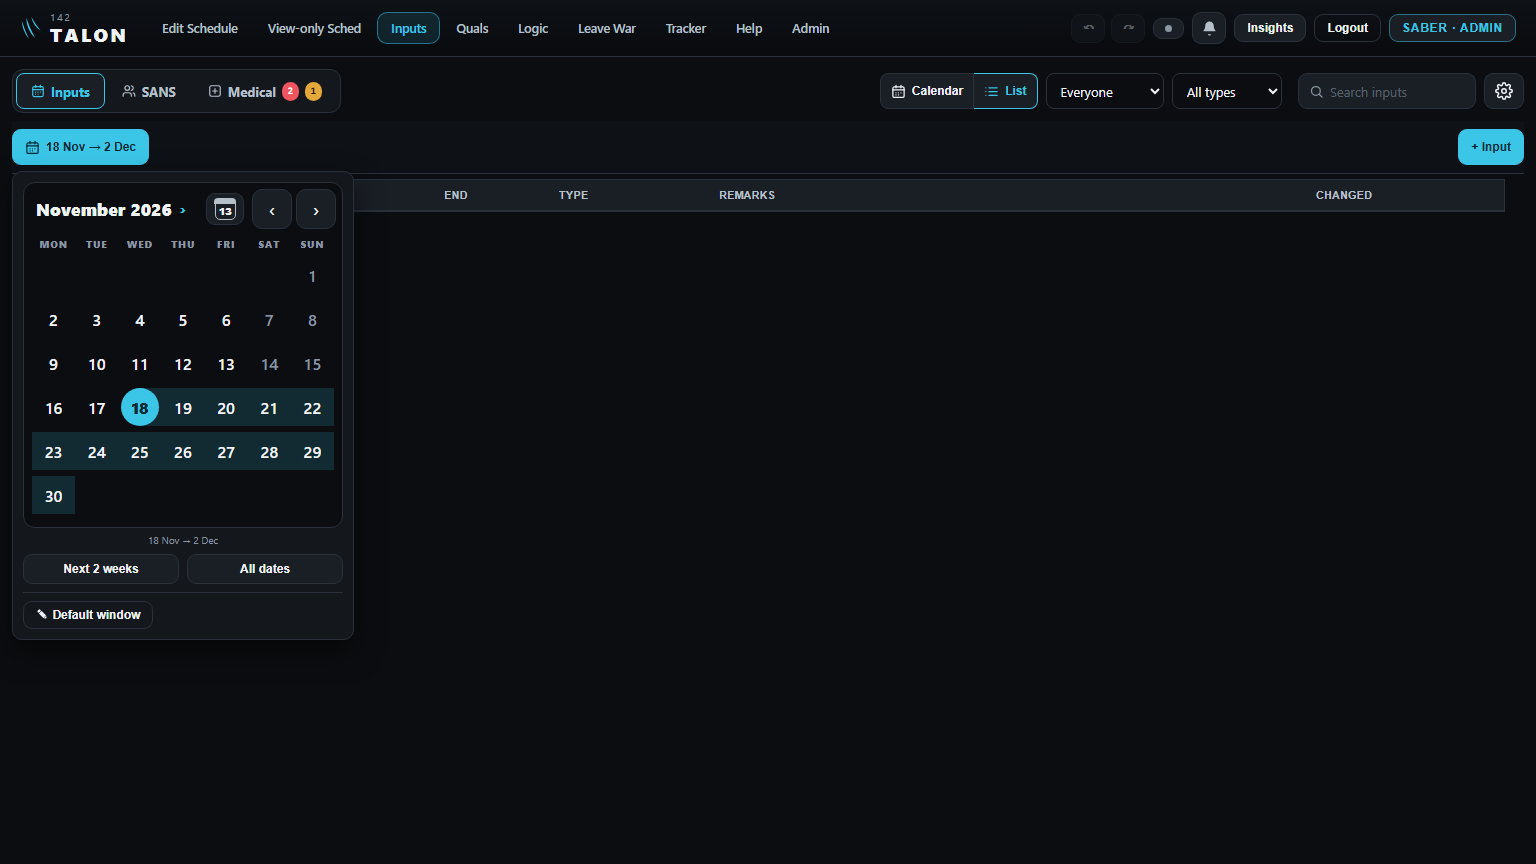 142
TALON
Edit Schedule
View-only Sched
Inputs
Quals
Logic
Leave War
Tracker
Help
Admin
Insights
Logout
SABER · ADMIN
Inputs
SANS
Medical 2 1
Calendar
List
Everyone
All types
Search inputs
18 Nov → 2 Dec
+ Input
END
TYPE
REMARKS
CHANGED
November 2026 ›
13
‹
›
MON TUE WED THU FRI SAT SUN
1
2 3 4 5 6 7 8
9 10 11 12 13 14 15
16 17 18 19 20 21 22
23 24 25 26 27 28 29
30
18 Nov → 2 Dec
Next 2 weeks
All dates
✎ Default window